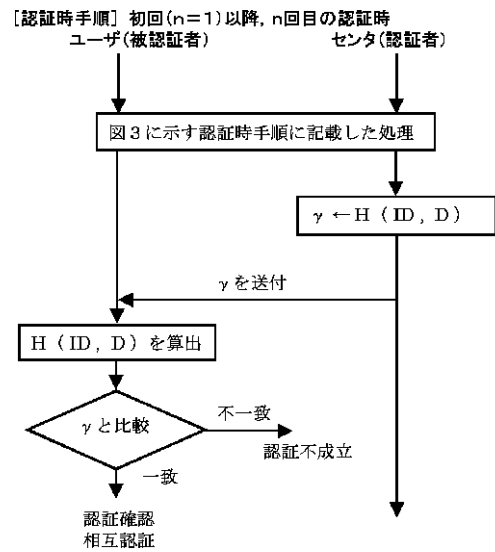 [認証時手順] 初回(n=1)以降, n回目の認証時
ユーザ(被認証者) センタ(認証者)
図3に示す認証時手順に記載した処理
γ←H(ID, D)
γを送付
H(ID, D)を算出
γと比較
不一致
認証不成立
一致
認証確認
相互認証